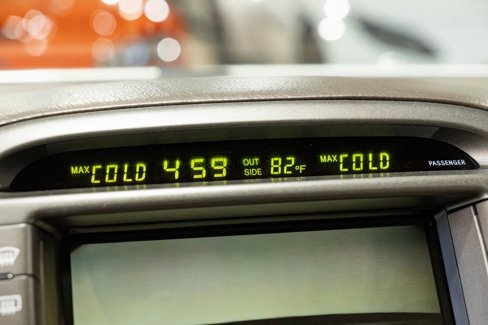 MAX COLD 4 59 OUT SIDE 82°F MAX COLD PASSENGER